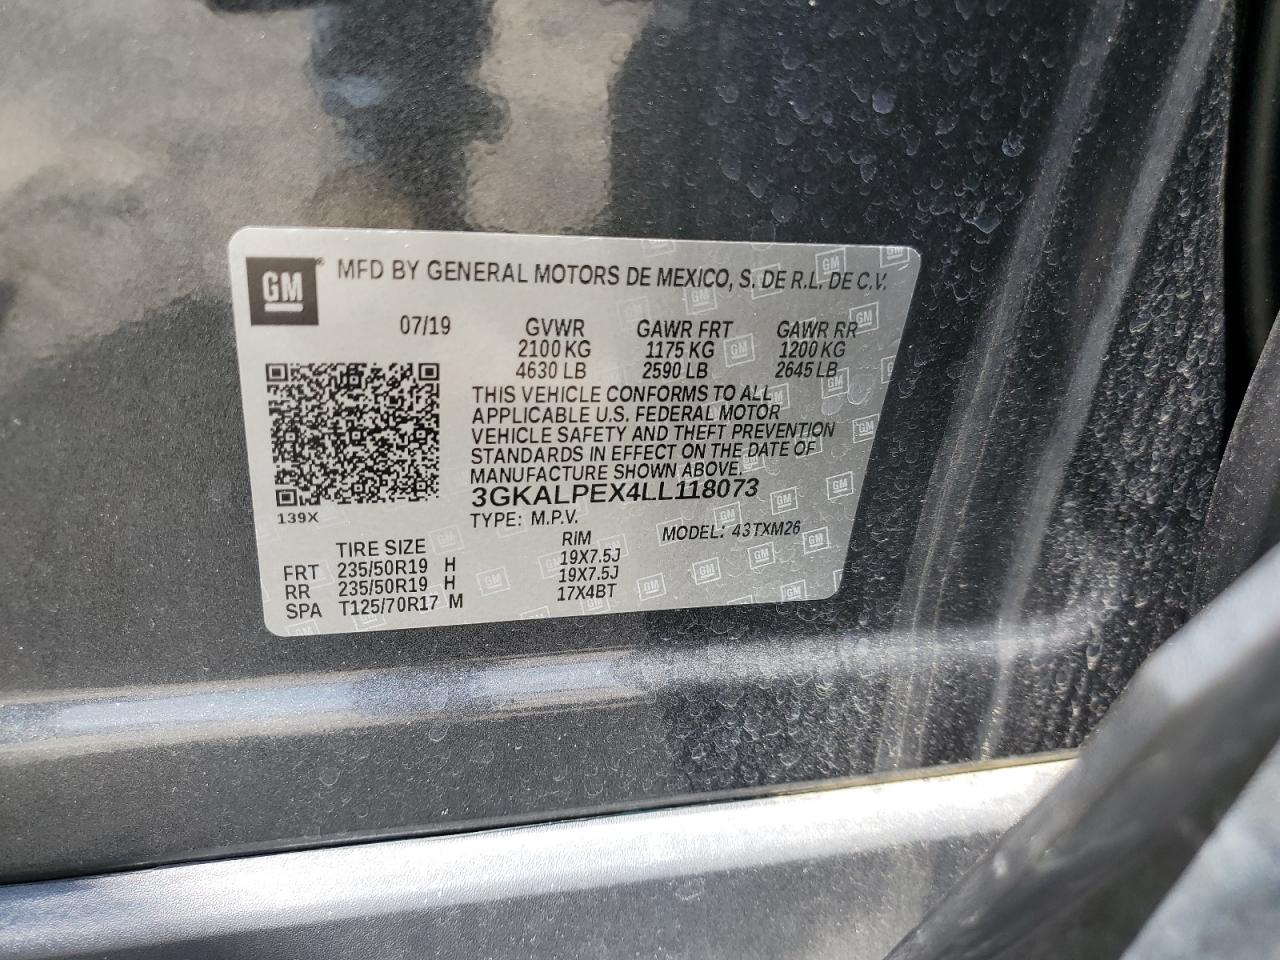 GM® MFD BY GENERAL MOTORS DE MEXICO, S. DE R.L. DE C.V.
07/19 GVWR GAWR FRT GAWR RR
2100 KG 1175 KG 1200 KG
4630 LB 2590 LB 2645 LB
THIS VEHICLE CONFORMS TO ALL
APPLICABLE U.S. FEDERAL MOTOR
VEHICLE SAFETY AND THEFT PREVENTION
STANDARDS IN EFFECT ON THE DATE OF
MANUFACTURE SHOWN ABOVE.
3GKALPEX4LL118073
139X TYPE: M.P.V. MODEL: 43TXM26
TIRE SIZE RIM
FRT 235/50R19 H 19X7.5J
RR 235/50R19 H 19X7.5J
SPA T125/70R17 M 17X4BT